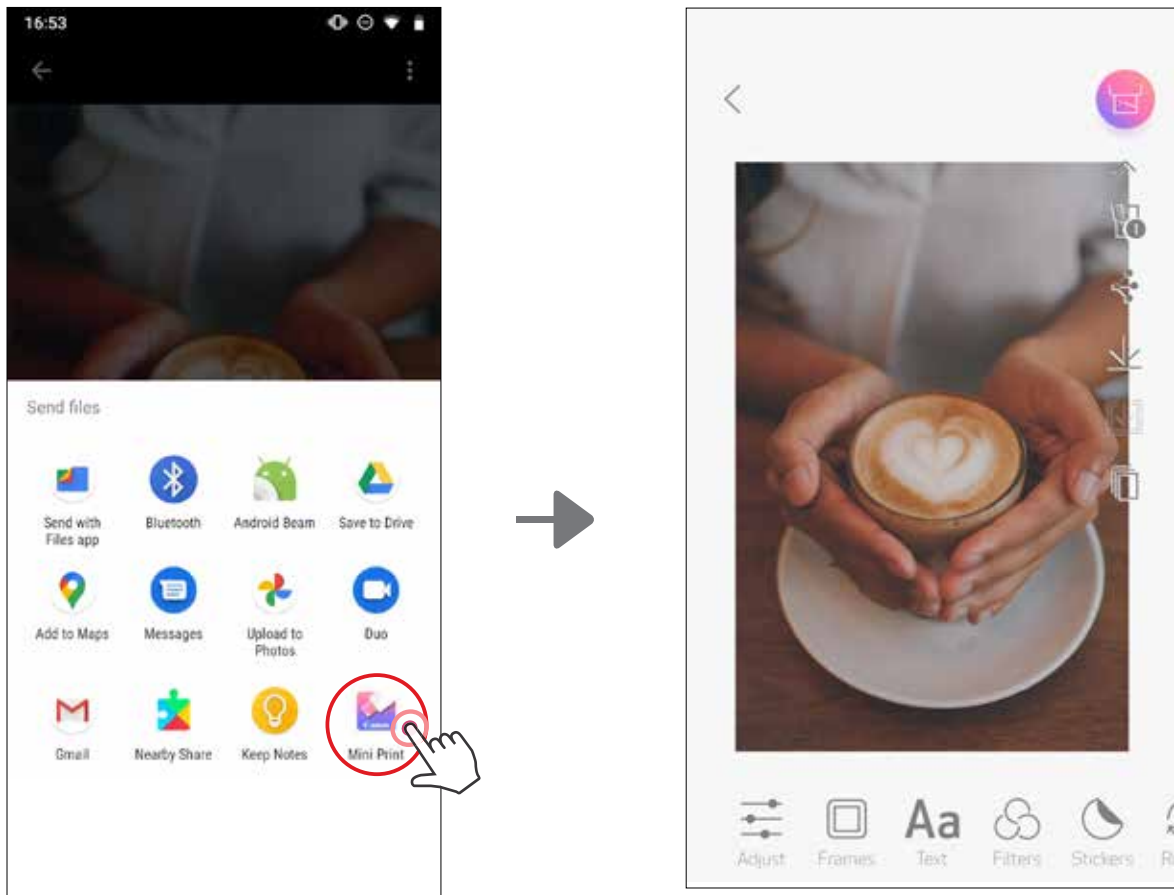 16:53
Send files
Send with
Files app
Bluetooth
Android Beam
Save to Drive
Add to Maps
Messages
Upload to
Photos
Duo
Gmail
Nearby Share
Keep Notes
Mini Print
1
Aa
Adjust
Frames
Text
Filters
Stickers